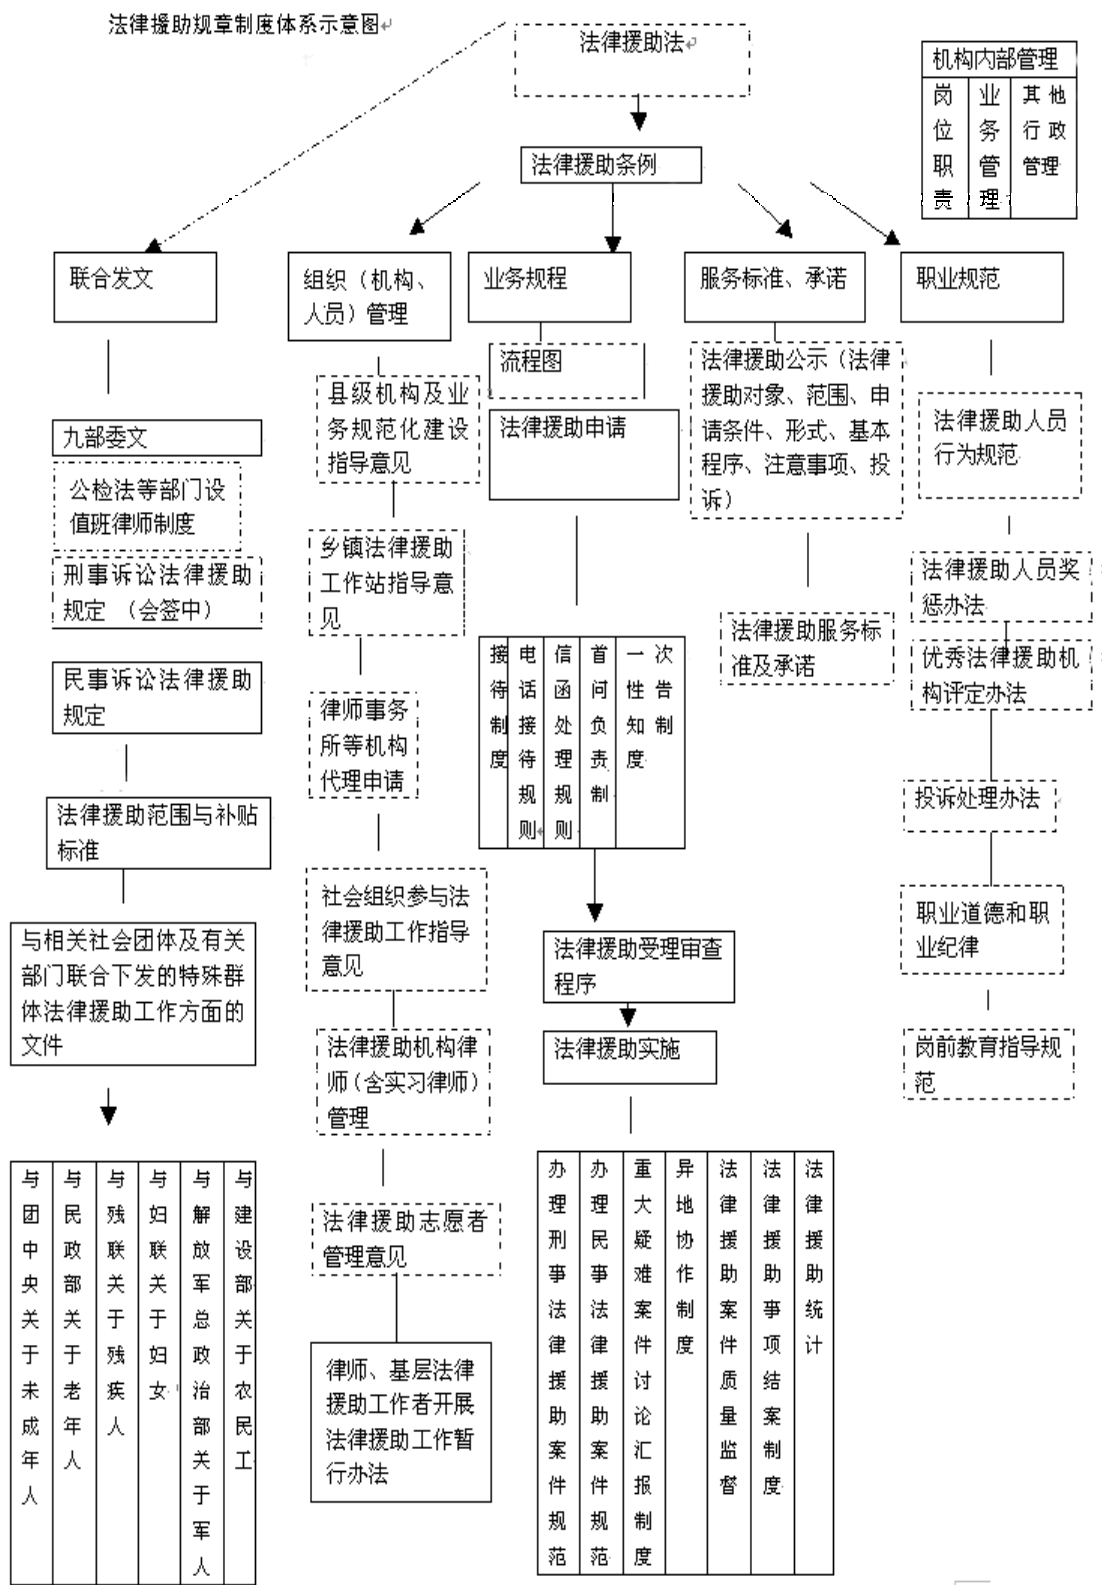 法律援助规章制度体系示意图
法律援助法
机构内部管理
岗位职责
业务管理
其他
行政
管理
法律援助条例
联合发文
组织（机构、
人员）管理
业务规程
服务标准、承诺
职业规范
九部委文
公检法等部门设
值班律师制度
刑事诉讼法律援助
规定 （会签中）
民事诉讼法律援助
规定
法律援助范围与补贴
标准
与相关社会团体及有关
部门联合下发的特殊群
体法律援助工作方面的
文件
与团中央关于未成年人
与民政部关于老年人
与残联关于残疾人
与妇联关于妇女
与解放军总政治部关于军人
与建设部关于农民工
县级机构及业
务规范化建设
指导意见
乡镇法律援助
工作站指导意
见
律师事务
所等机构
代理申请
社会组织参与法
律援助工作指导
意见
法律援助机构律
师（含实习律师）
管理
法律援助志愿者
管理意见
律师、基层法律
援助工作者开展
法律援助工作暂
行办法
流程图
法律援助申请
接待制度
电话接待规则
信函处理规则
首问负责制
一次
性告
知制
度
法律援助受理审查
程序
法律援助实施
办理刑事法律援助案件规范
办理民事法律援助案件规范
重大疑难案件讨论汇报制度
异地协作制度
法律援助案件质量监督
法律援助事项结案制度
法律援助统计
法律援助公示（法律
援助对象、范围、申
请条件、形式、基本
程序、注意事项、投
诉）
法律援助服务标
准及承诺
法律援助人员
行为规范
法律援助人员奖
惩办法
优秀法律援助机
构评定办法
投诉处理办法
职业道德和职
业纪律
岗前教育指导规
范